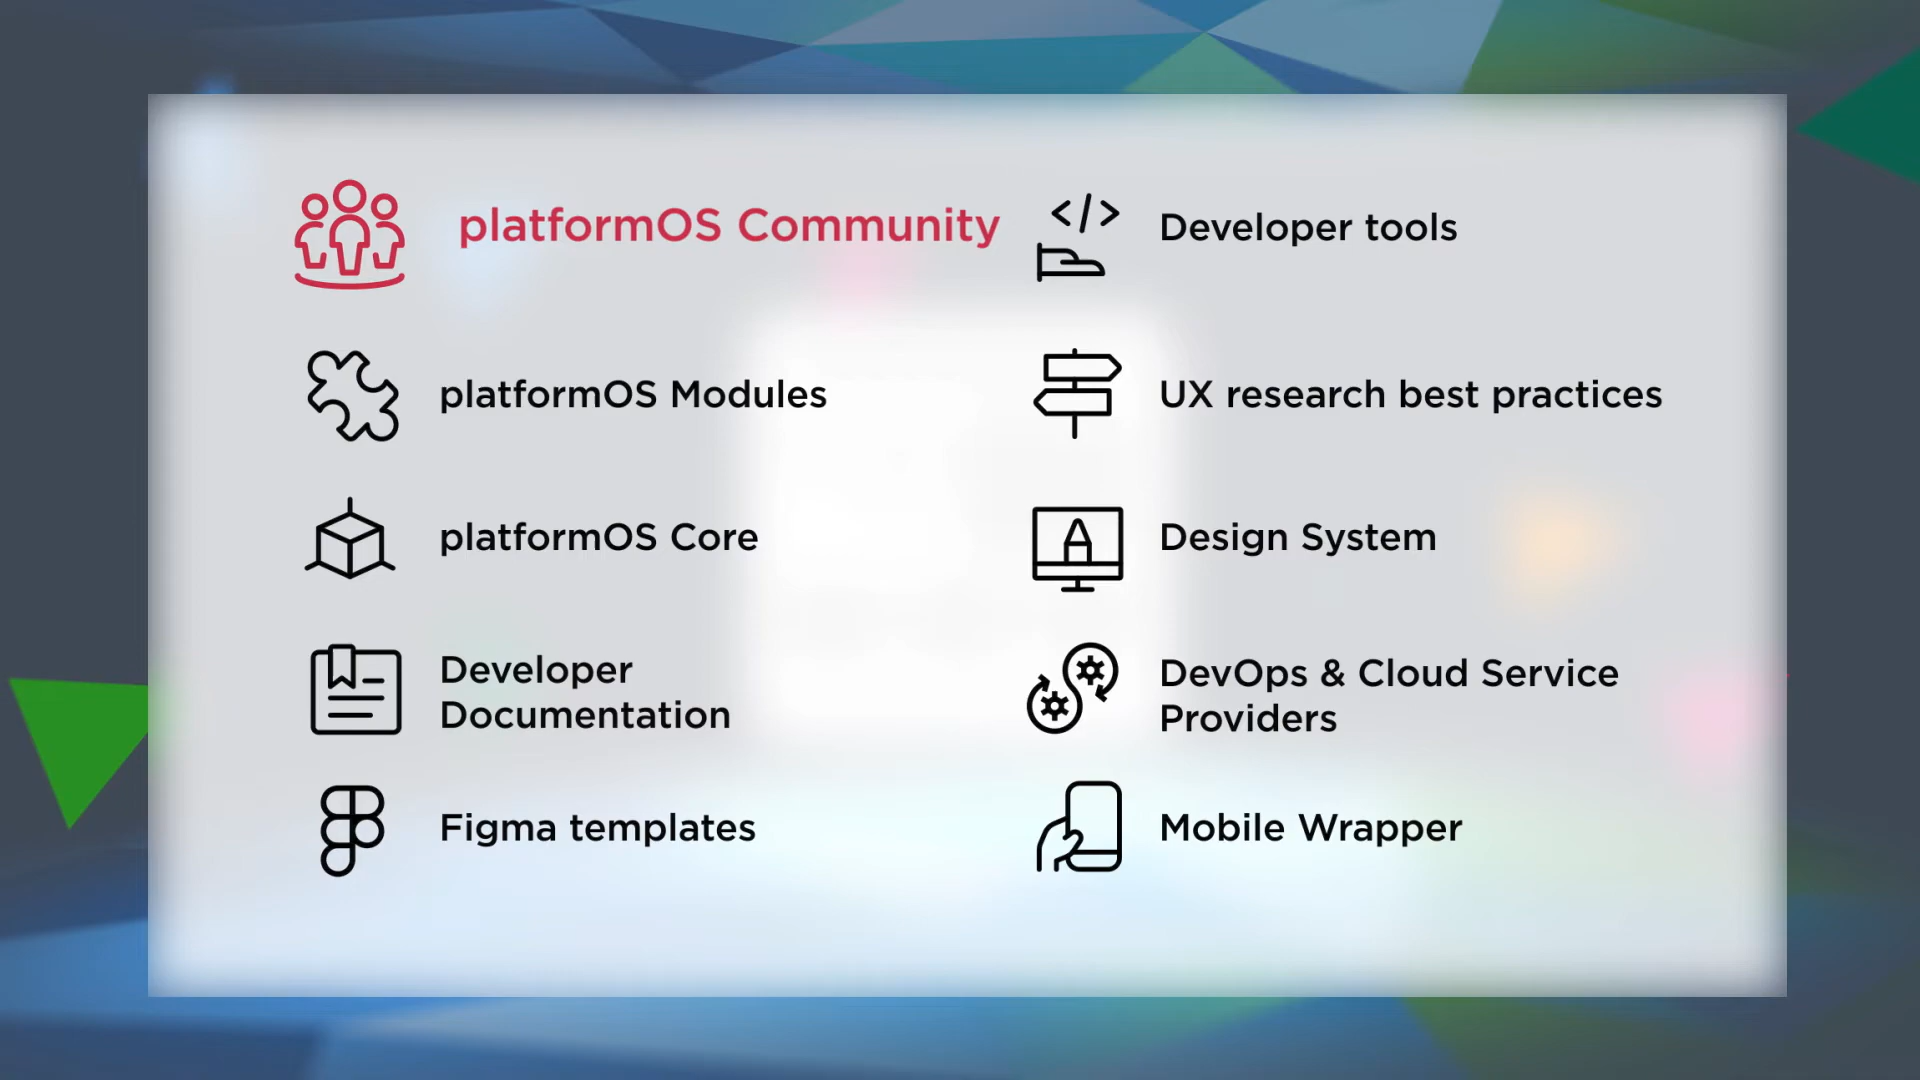 platformOS Community
platformOS Modules
platformOS Core
Developer
Documentation
Figma templates
Developer tools
UX research best practices
Design System
DevOps & Cloud Service
Providers
Mobile Wrapper